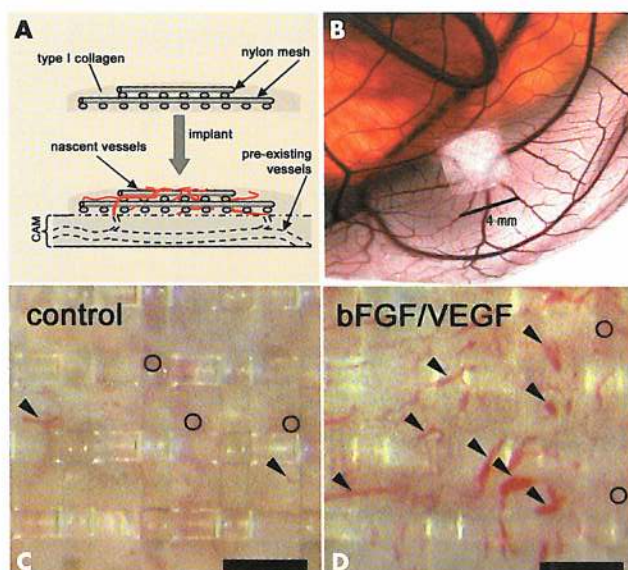 A
type I collagen
nylon mesh
implant
nascent vessels
pre-existing
vessels
CAM
B
4 mm
control
C
bFGF/VEGF
D